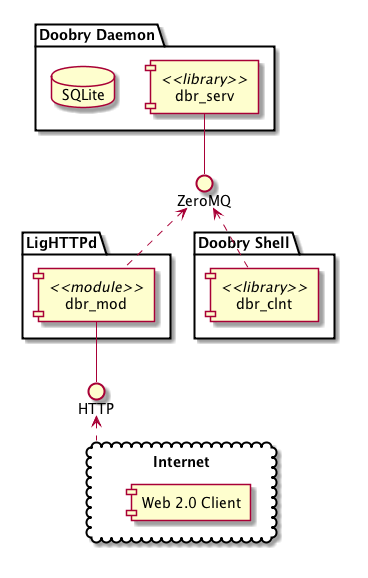 Doobry Daemon
SQLite
<<library>>
dbr_serv
ZeroMQ
LigHTTPd
<<module>>
dbr_mod
Doobry Shell
<<library>>
dbr_clnt
HTTP
Internet
Web 2.0 Client